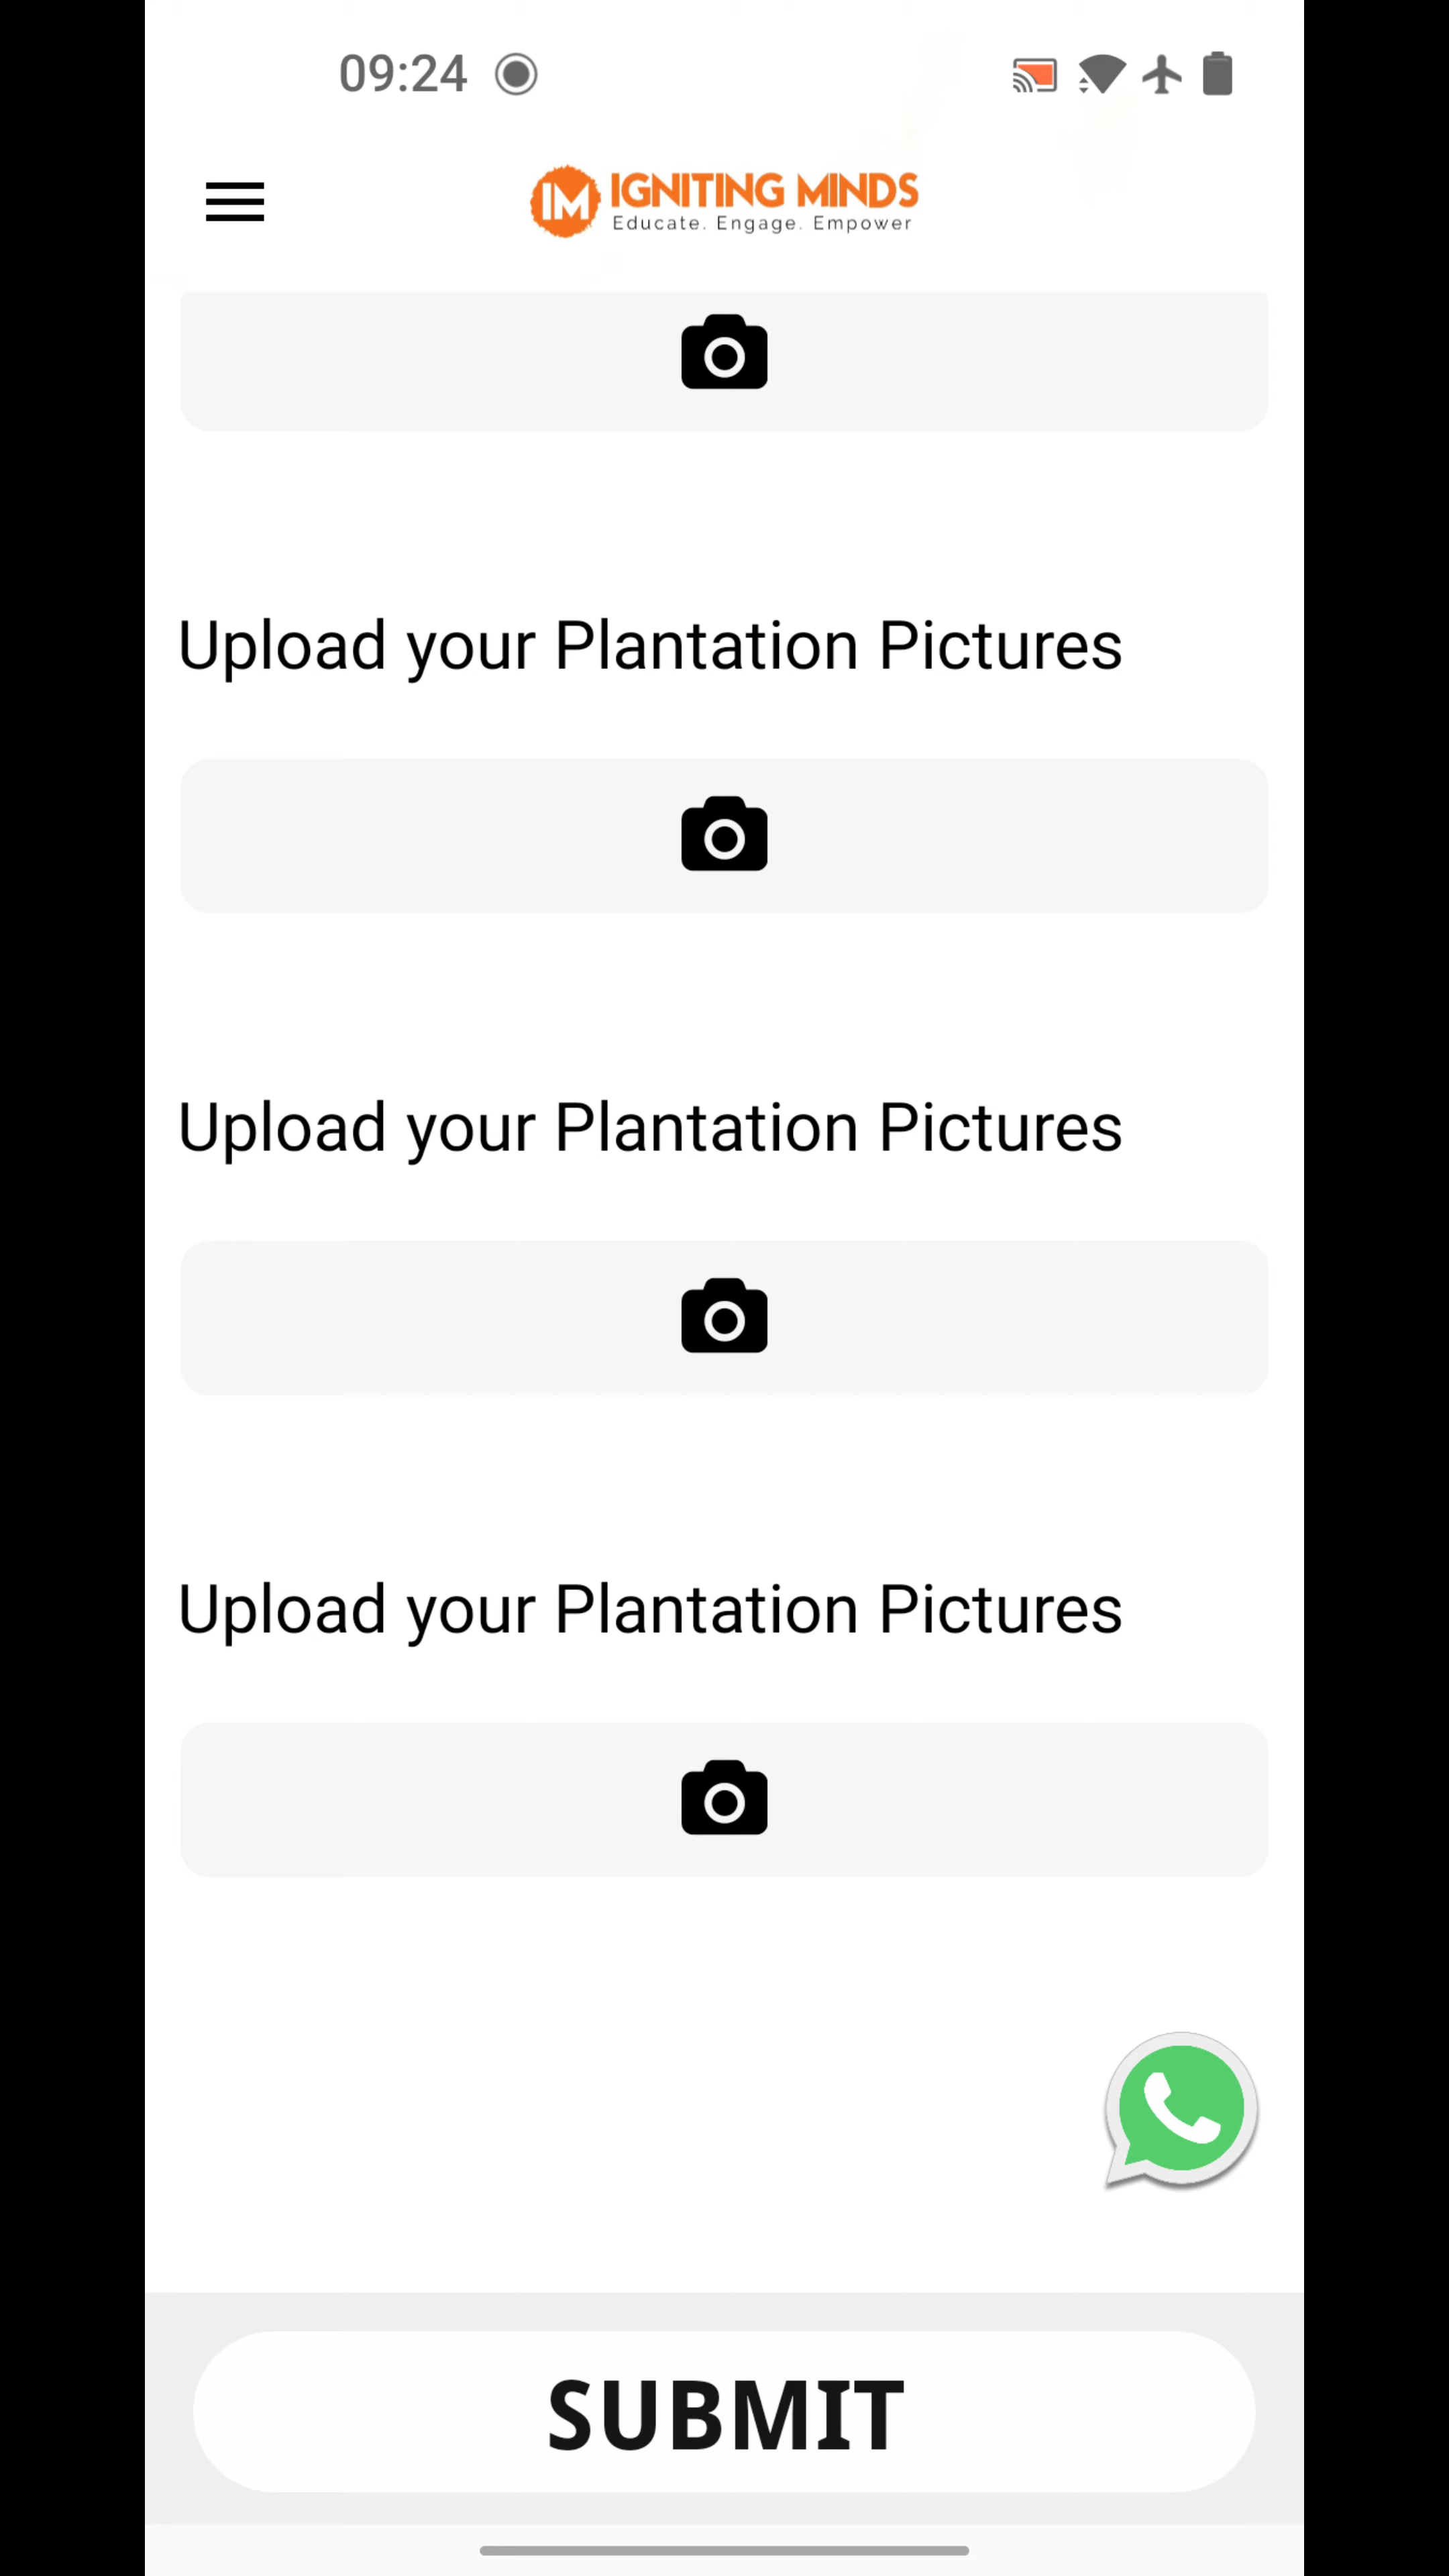 09:24
IM IGNITING MINDS
Educate. Engage. Empower
Upload your Plantation Pictures
Upload your Plantation Pictures
Upload your Plantation Pictures
SUBMIT